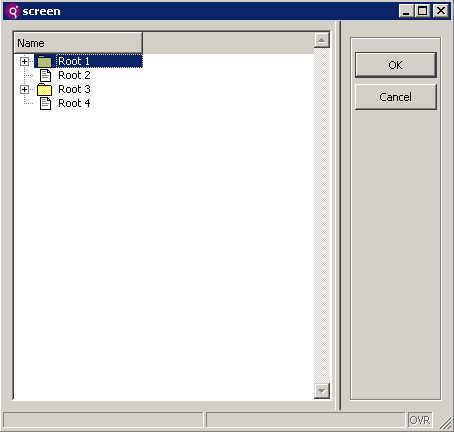 screen
Name
Root 1
Root 2
Root 3
Root 4
OK
Cancel
OVR